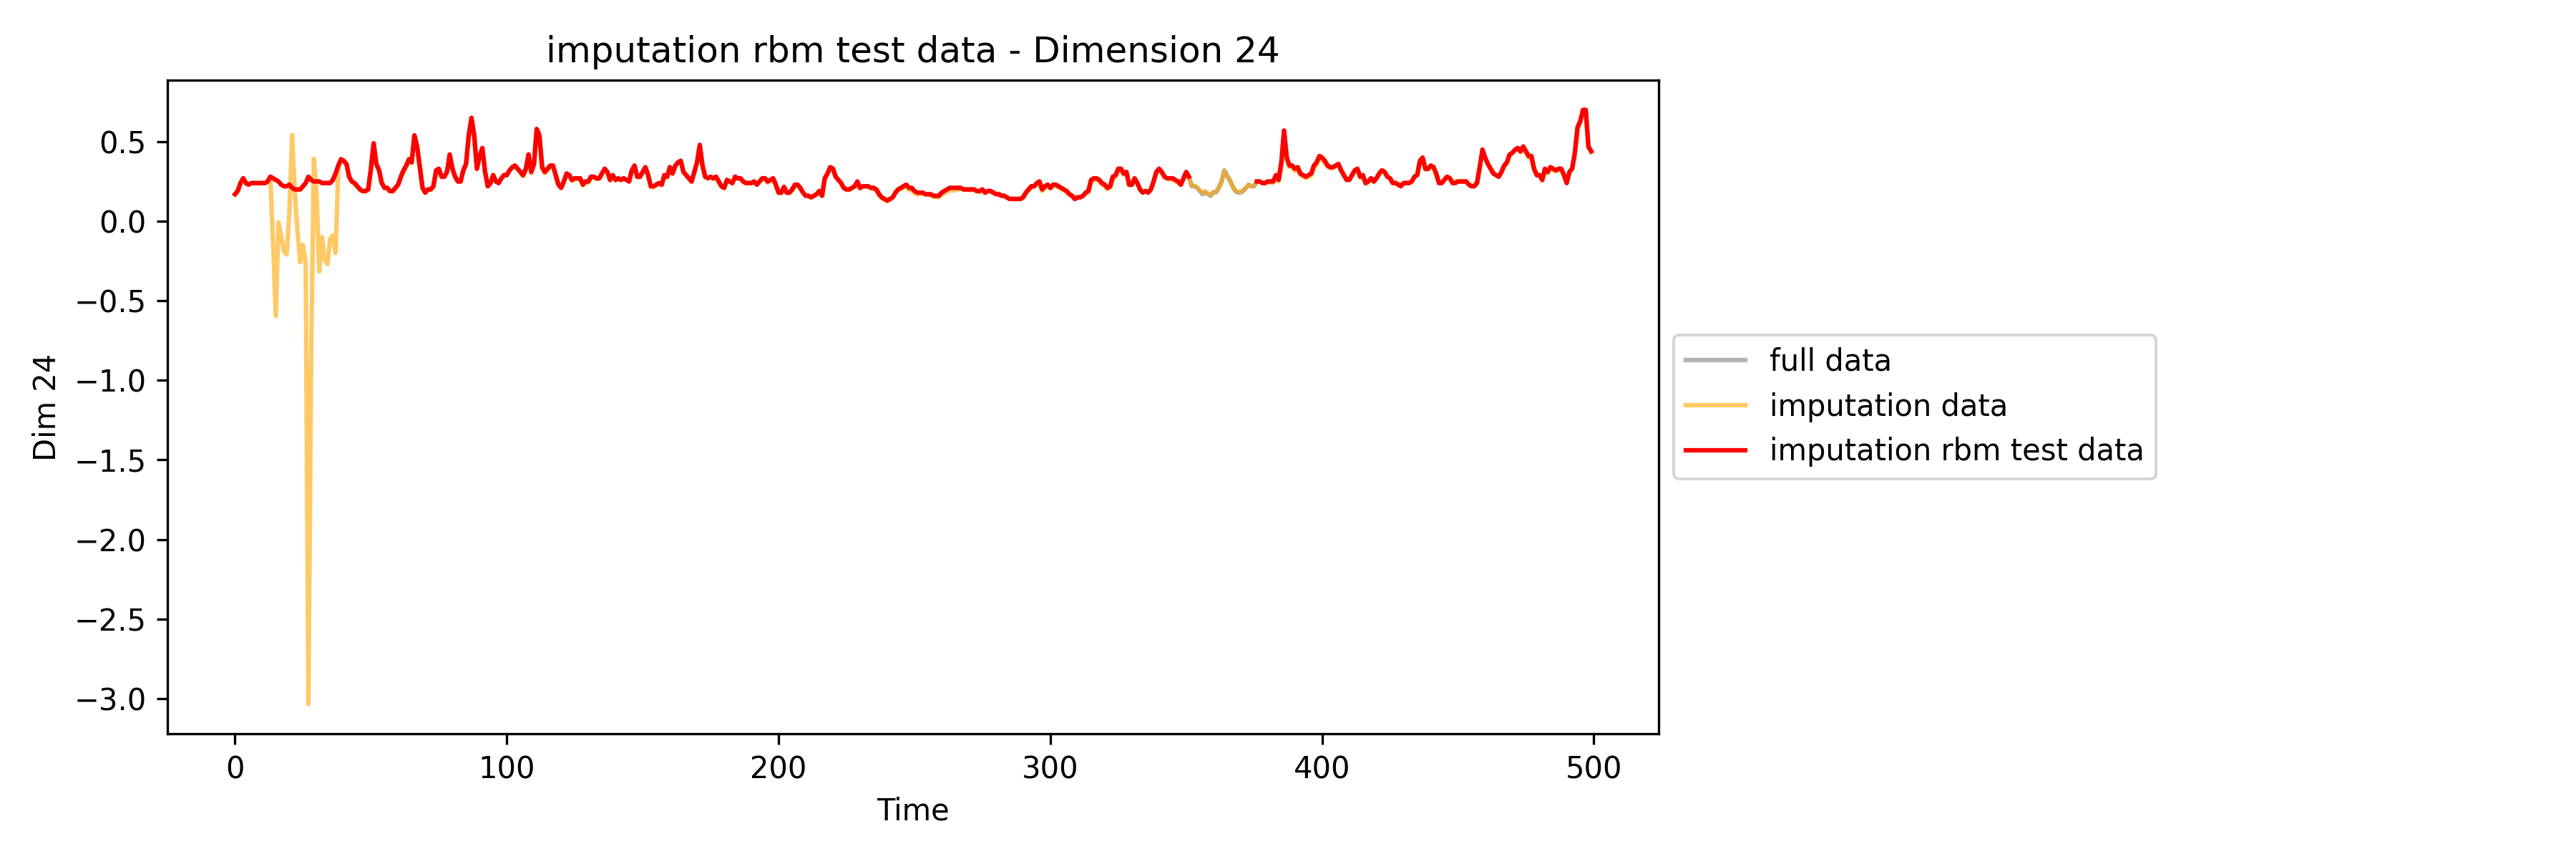 imputation rbm test data - Dimension 24
0.5
0.0
−0.5
−1.0
−1.5
−2.0
−2.5
−3.0
Dim 24
0 100 200 300 400 500
Time
full data
imputation data
imputation rbm test data